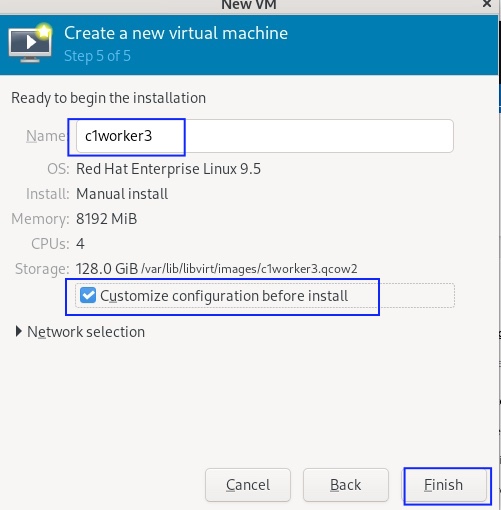 New VM
Create a new virtual machine
Step 5 of 5
Ready to begin the installation
Name: c1worker3
OS: Red Hat Enterprise Linux 9.5
Install: Manual install
Memory: 8192 MiB
CPUs: 4
Storage: 128.0 GiB /var/lib/libvirt/images/c1worker3.qcow2
Customize configuration before install
Network selection
Cancel Back Finish